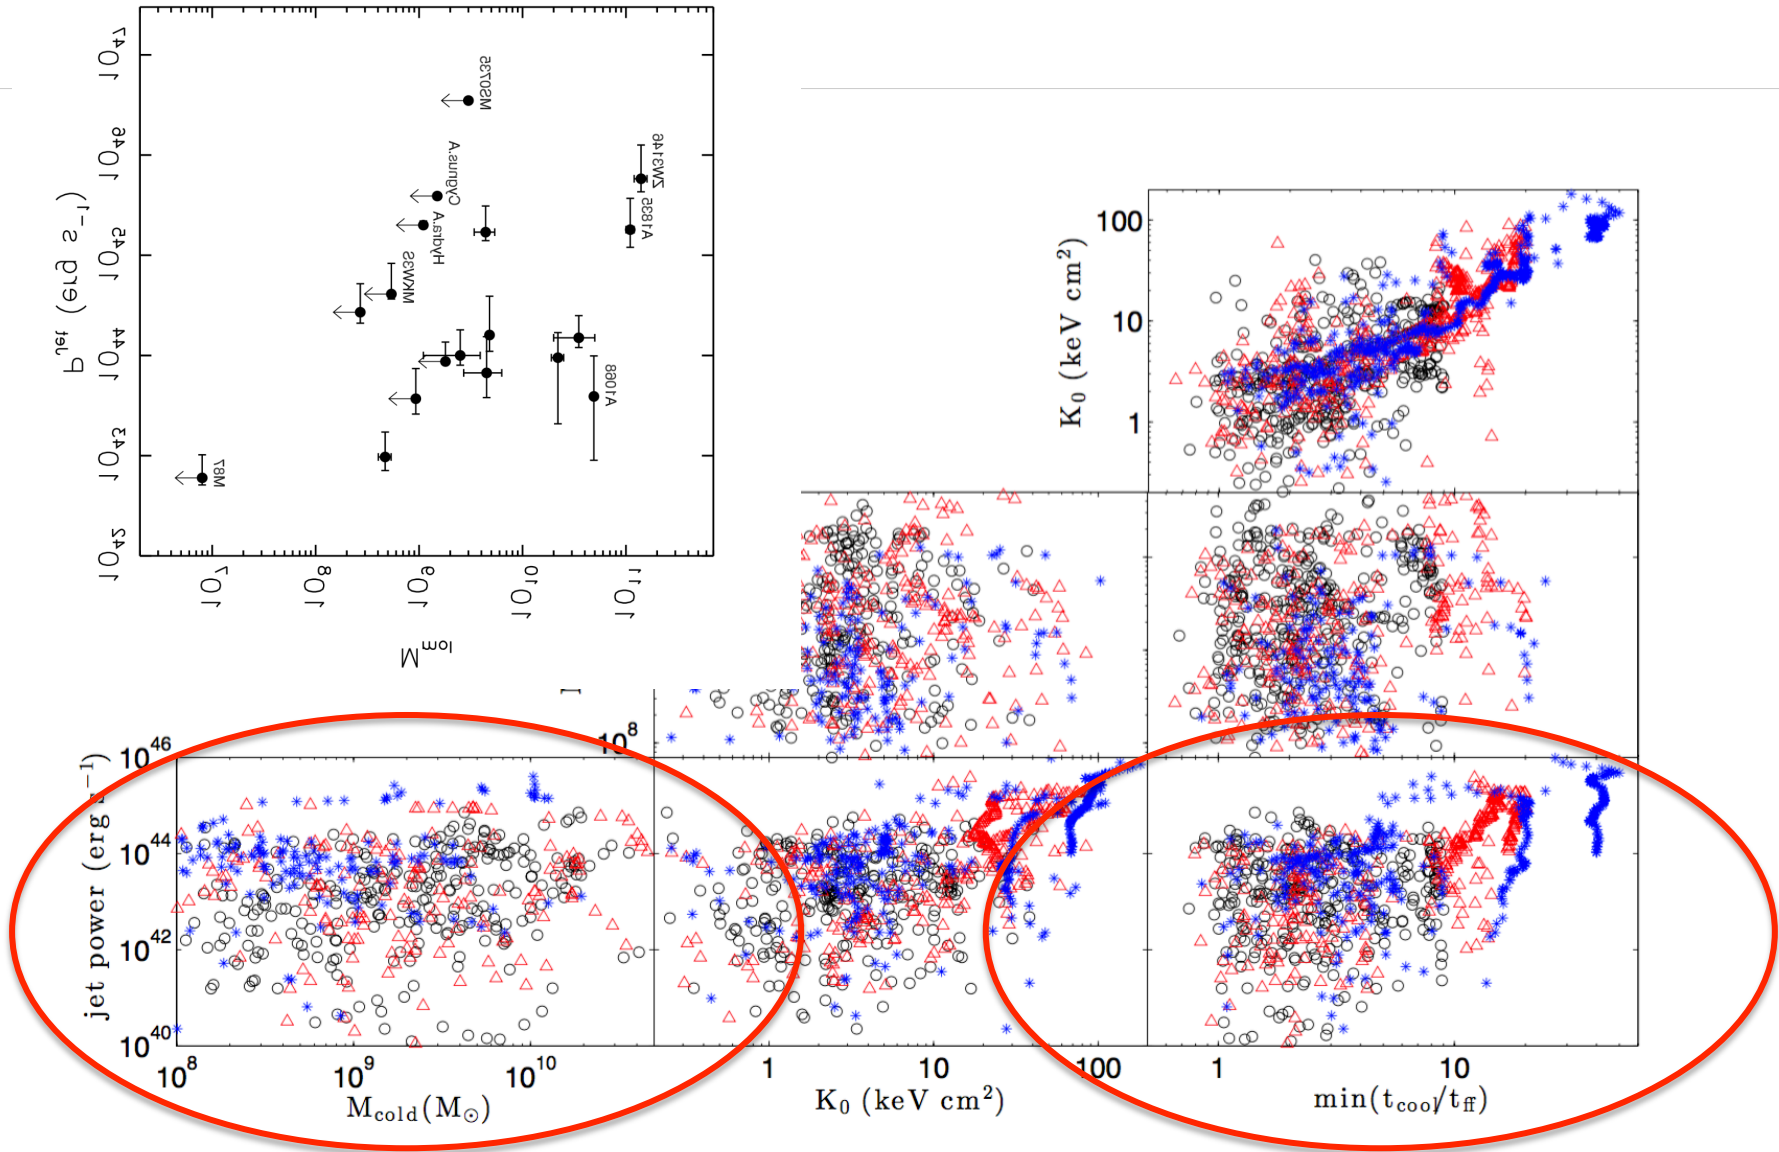 10^47
10^46
10^45
10^44
10^43
10^42
P_Jet (erg s^-1)
MS0735
Cygnus.A
Hydra.A
MKW3S
ZW3146
A1835
A1068
M87
10^7
10^8
10^9
10^10
10^11
M_mol
100
10
1
K_0 (keV cm^2)
10^8
10^46
10^44
10^42
10^40
jet power (erg s^-1)
10^8
10^9
10^10
M_cold(M_⊙)
1
10
100
K_0 (keV cm^2)
1
10
min(t_cool/t_ff)